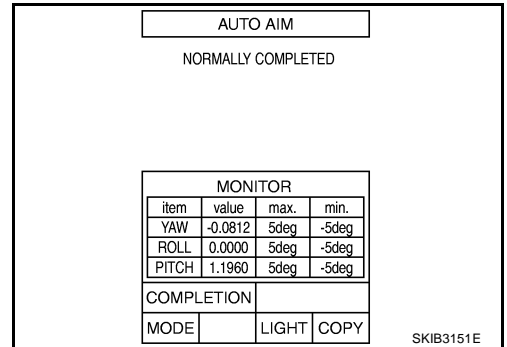 AUTO AIM
NORMALLY COMPLETED
MONITOR
item value max. min.
YAW -0.0812 5deg -5deg
ROLL 0.0000 5deg -5deg
PITCH 1.1960 5deg -5deg
COMPLETION
MODE LIGHT COPY
SKIB3151E